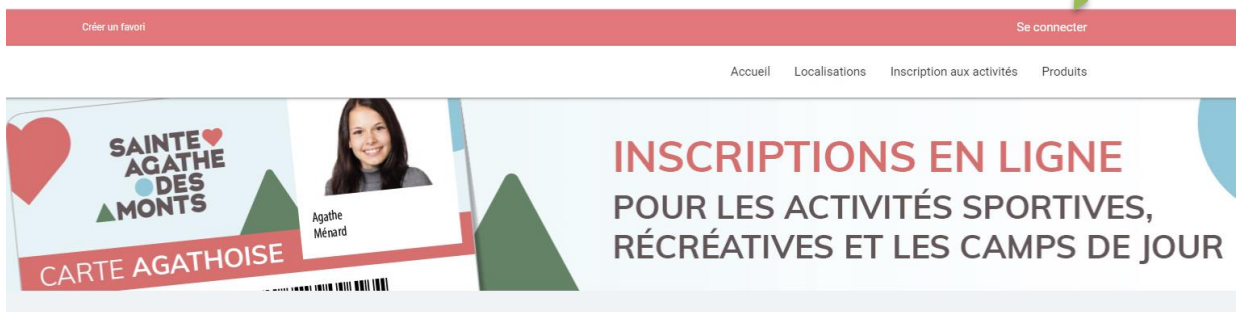 Créer un favori
Se connecter
Accueil Localisations Inscription aux activités Produits
SAINTE
AGATHE
DES
MONTS
Agathe
Ménard
CARTE AGATHOISE
INSCRIPTIONS EN LIGNE
POUR LES ACTIVITÉS SPORTIVES,
RÉCRÉATIVES ET LES CAMPS DE JOUR